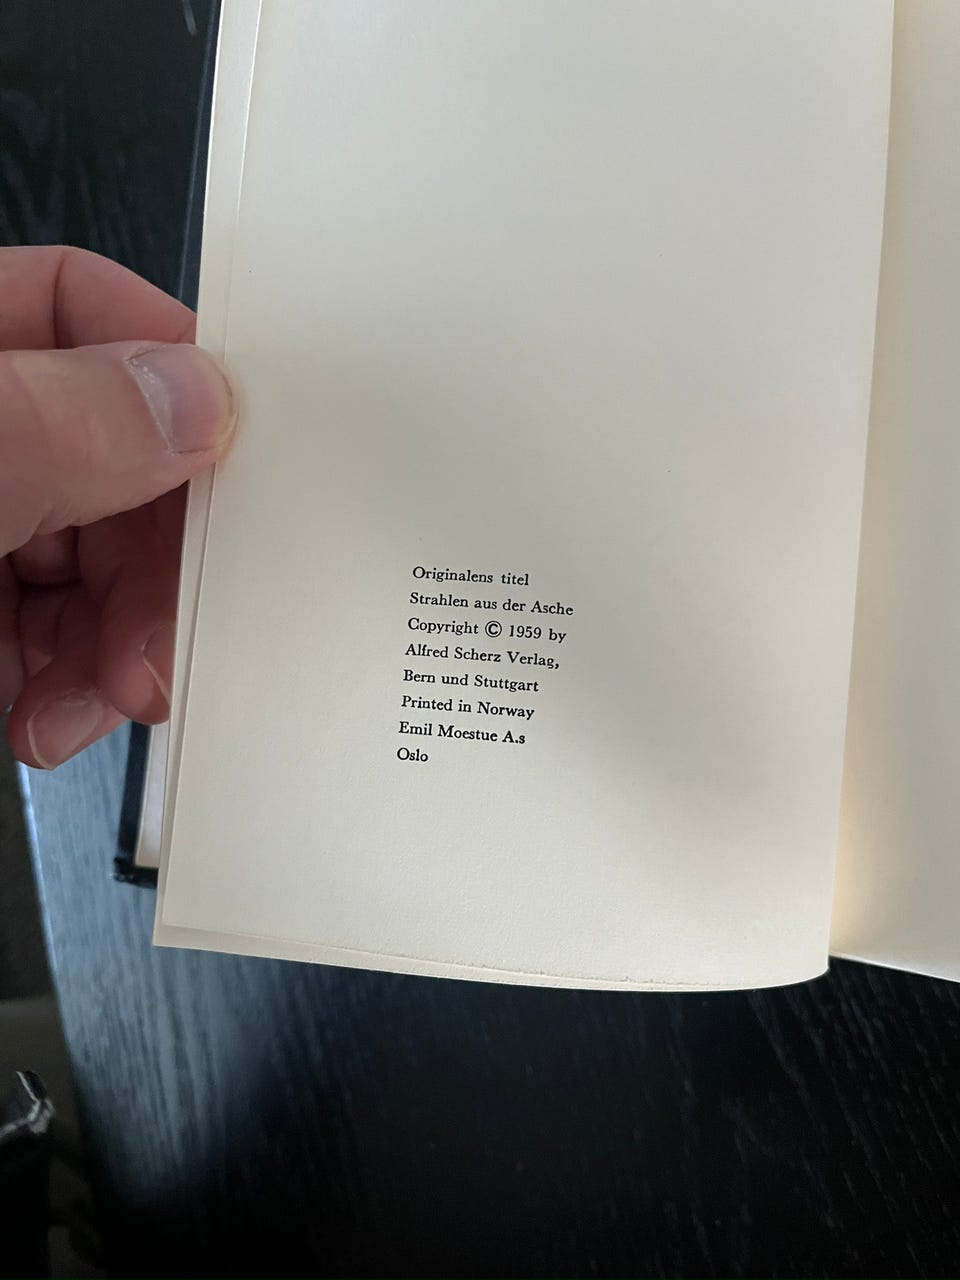 Originalens titel
Strahlen aus der Asche
Copyright © 1959 by
Alfred Scherz Verlag,
Bern und Stuttgart
Printed in Norway
Emil Moestue A.s
Oslo